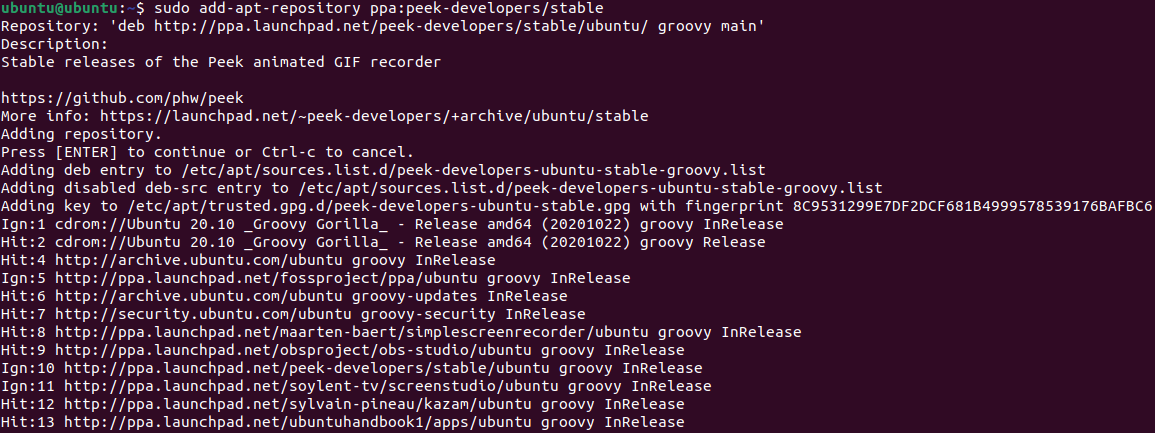 ubuntu@ubuntu:~$ sudo add-apt-repository ppa:peek-developers/stable
Repository: 'deb http://ppa.launchpad.net/peek-developers/stable/ubuntu/ groovy main'
Description:
Stable releases of the Peek animated GIF recorder
https://github.com/phw/peek
More info: https://launchpad.net/~peek-developers/+archive/ubuntu/stable
Adding repository.
Press [ENTER] to continue or Ctrl-c to cancel.
Adding deb entry to /etc/apt/sources.list.d/peek-developers-ubuntu-stable-groovy.list
Adding disabled deb-src entry to /etc/apt/sources.list.d/peek-developers-ubuntu-stable-groovy.list
Adding key to /etc/apt/trusted.gpg.d/peek-developers-ubuntu-stable.gpg with fingerprint 8C9531299E7DF2DCF681B4999578539176BAFBC6
Ign:1 cdrom://Ubuntu 20.10 _Groovy Gorilla_ - Release amd64 (20201022) groovy InRelease
Hit:2 cdrom://Ubuntu 20.10 _Groovy Gorilla_ - Release amd64 (20201022) groovy Release
Hit:4 http://archive.ubuntu.com/ubuntu groovy InRelease
Ign:5 http://ppa.launchpad.net/fossproject/ppa/ubuntu groovy InRelease
Hit:6 http://archive.ubuntu.com/ubuntu groovy-updates InRelease
Hit:7 http://security.ubuntu.com/ubuntu groovy-security InRelease
Hit:8 http://ppa.launchpad.net/maarten-baert/simplescreenrecorder/ubuntu groovy InRelease
Hit:9 http://ppa.launchpad.net/obsproject/obs-studio/ubuntu groovy InRelease
Ign:10 http://ppa.launchpad.net/peek-developers/stable/ubuntu groovy InRelease
Ign:11 http://ppa.launchpad.net/soylent-tv/screenstudio/ubuntu groovy InRelease
Hit:12 http://ppa.launchpad.net/sylvain-pineau/kazam/ubuntu groovy InRelease
Hit:13 http://ppa.launchpad.net/ubuntuhandbook1/apps/ubuntu groovy InRelease